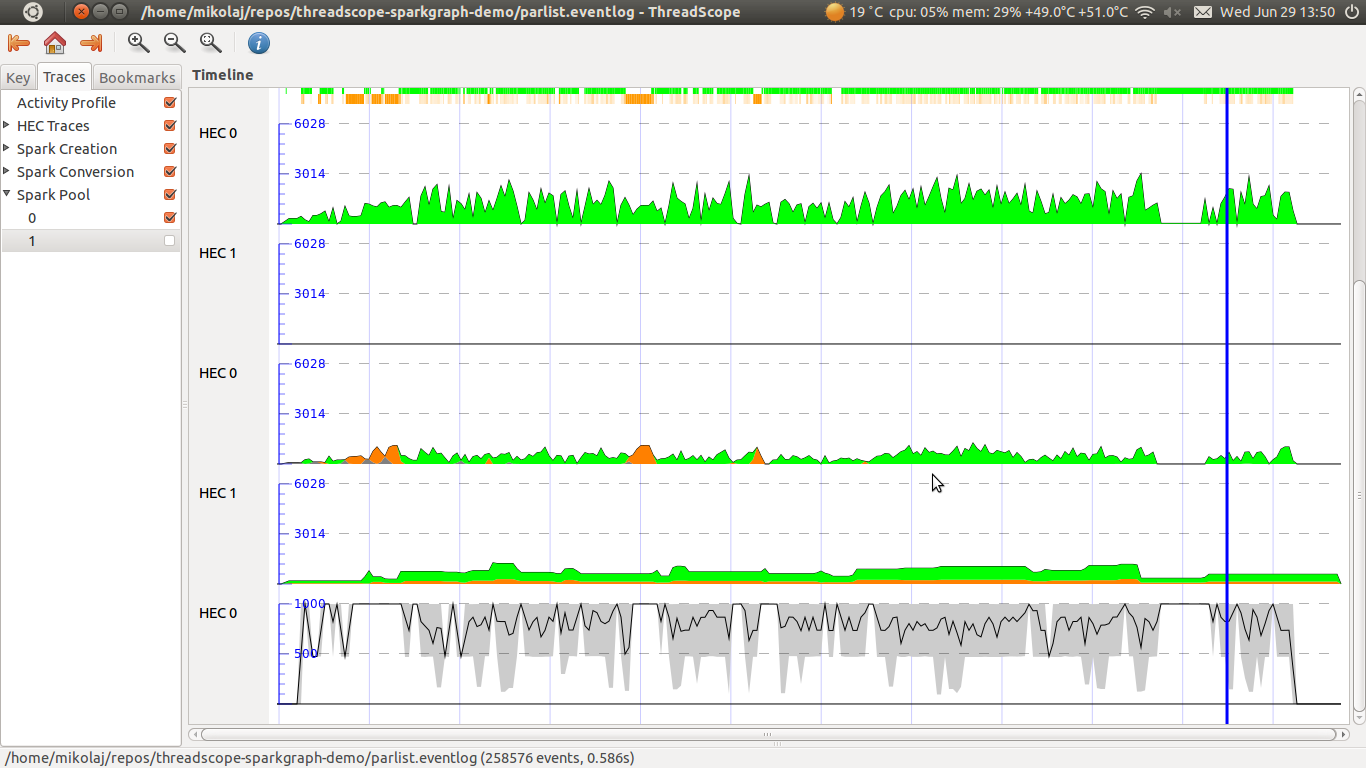 /home/mikolaj/repos/threadscope-sparkgraph-demo/parlist.eventlog - ThreadScope
19 °C cpu: 05% mem: 29% +49.0°C +51.0°C Wed Jun 29 13:50
Key Traces Bookmarks
Timeline
Activity Profile
HEC Traces
Spark Creation
Spark Conversion
Spark Pool
0
1
HEC 0
6028
3014
HEC 1
6028
3014
HEC 0
6028
3014
HEC 1
6028
3014
HEC 0
1000
500
/home/mikolaj/repos/threadscope-sparkgraph-demo/parlist.eventlog (258576 events, 0.586s)